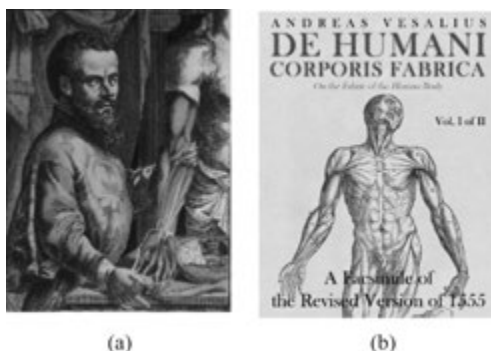 ANDREAS VESALIUS
DE HUMANI
CORPORIS FABRICA
On the Fabric of the Human Body
Vol. I of II
A Facsimile of
the Revised Version of 1555
(a)
(b)